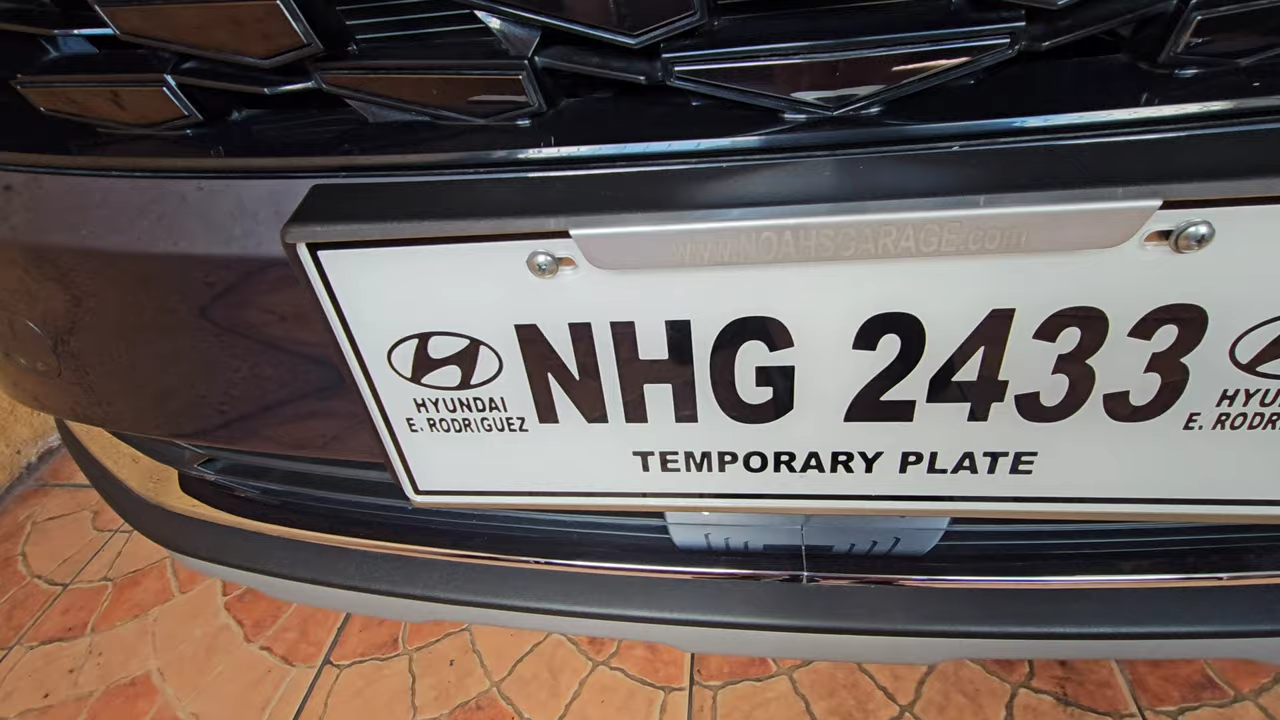 www.NOAHSGARAGE.com
NHG 2433
HYUNDAI
E. RODRIGUEZ
TEMPORARY PLATE